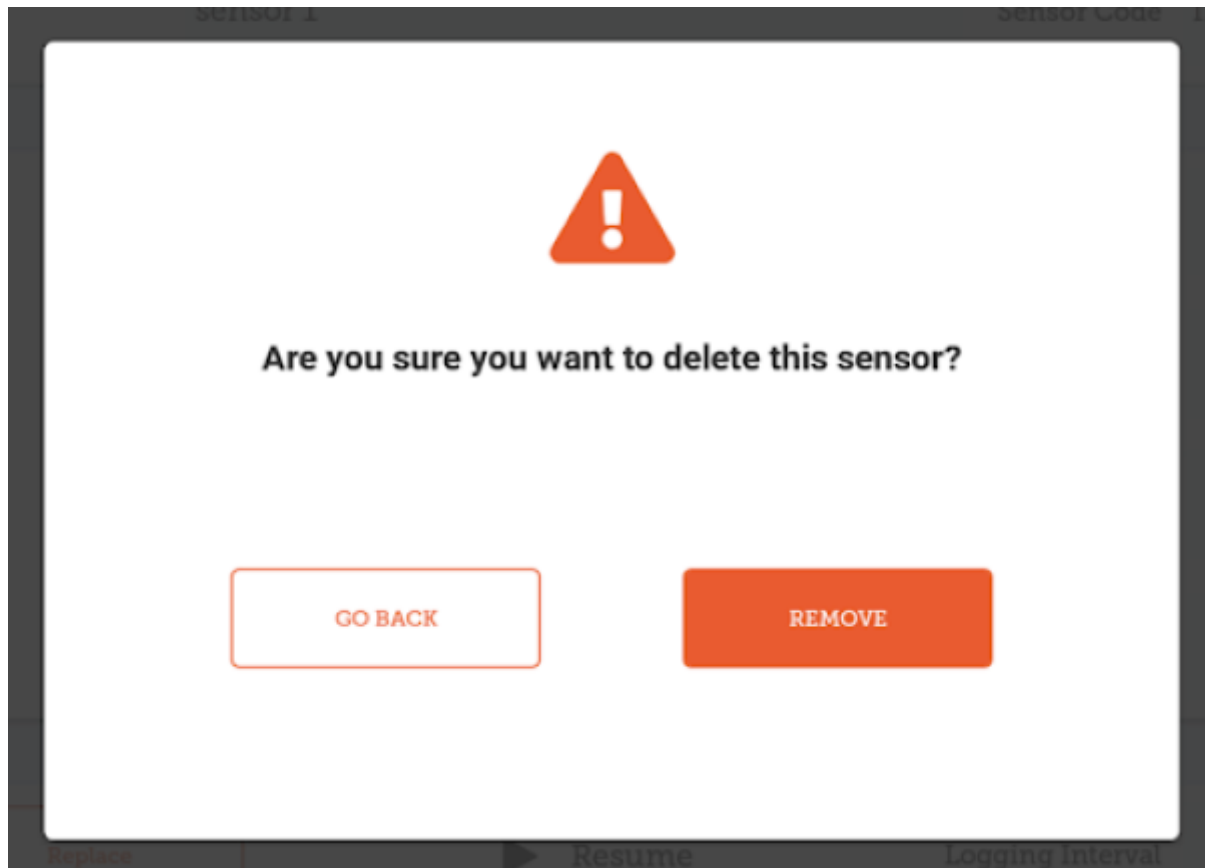 sensor 1
Sensor Code
Are you sure you want to delete this sensor?
GO BACK
REMOVE
Replace
Resume
Logging Interval